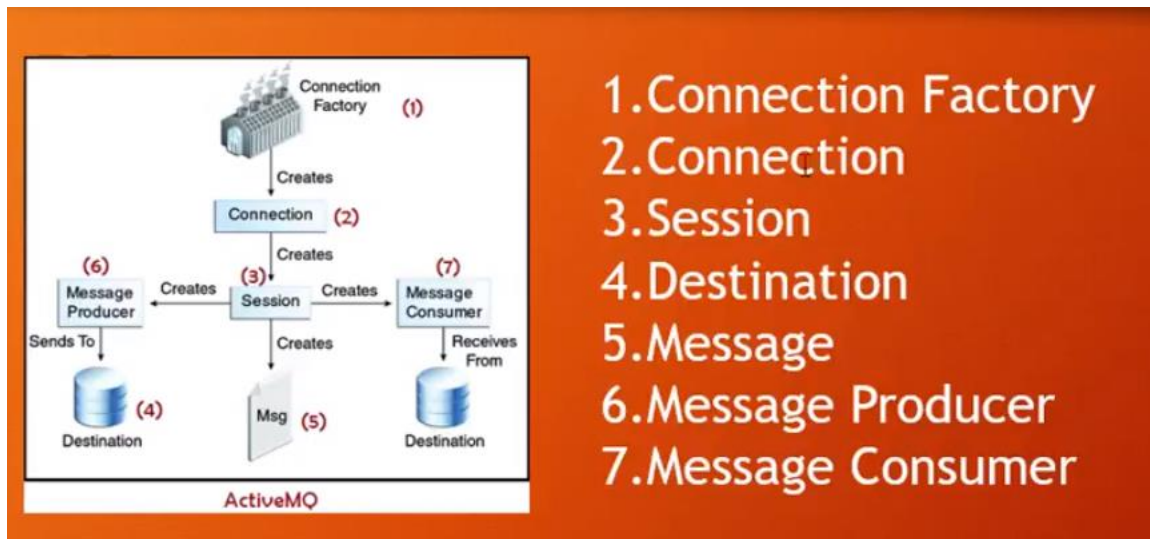 Connection
Factory
(1)
Creates
Connection
(2)
Creates
(6)
(3)
(7)
Message
Producer
Creates
Session
Creates
Message
Consumer
Sends To
Creates
Receives
From
(4)
Msg
(5)
Destination
Destination
ActiveMQ
1.Connection Factory
2.Connection
3.Session
4.Destination
5.Message
6.Message Producer
7.Message Consumer